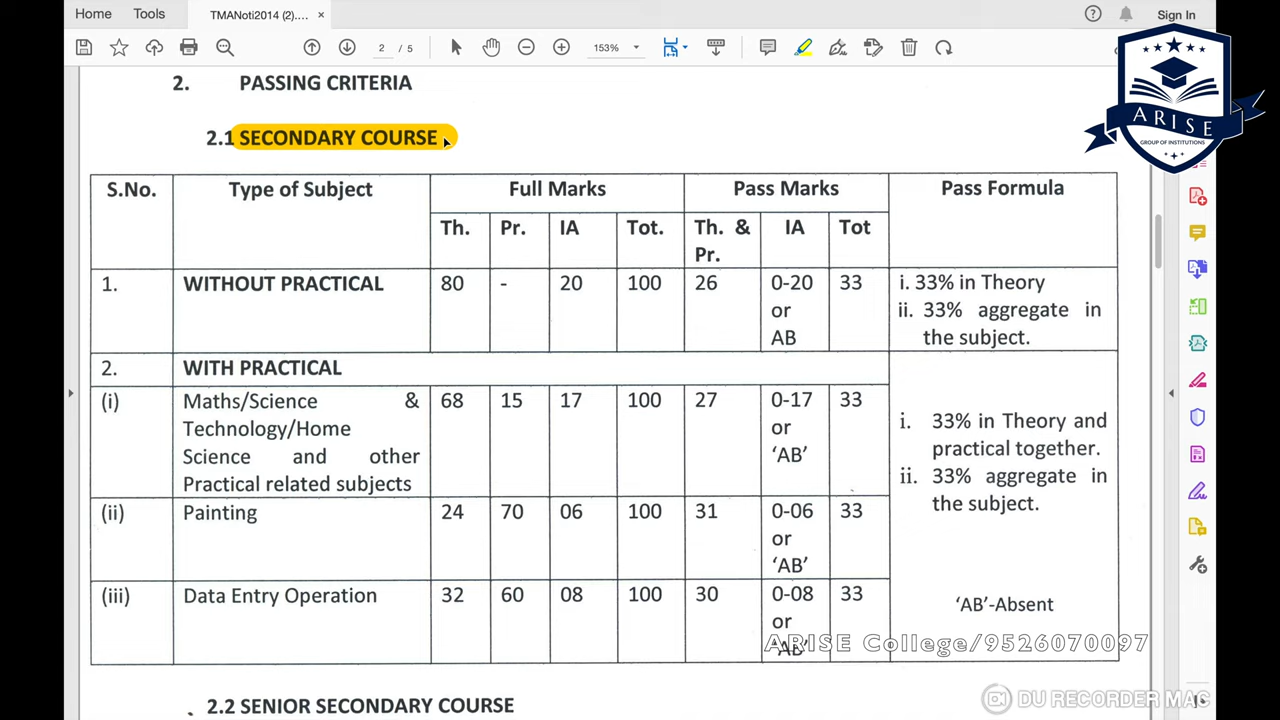 Home Tools TMANoti2014 (2).... × Sign In
2 / 5 153%
ARISE
GROUP OF INSTITUTIONS
2. PASSING CRITERIA
2.1 SECONDARY COURSE
S.No. Type of Subject Full Marks Pass Marks Pass Formula
Th. Pr. IA Tot. Th. & Pr. IA Tot
1. WITHOUT PRACTICAL 80 - 20 100 26 0-20 33 i. 33% in Theory
or ii. 33% aggregate in
AB the subject.
2. WITH PRACTICAL
(i) Maths/Science & 68 15 17 100 27 0-17 33 i. 33% in Theory and
Technology/Home or practical together.
Science and other 'AB' ii. 33% aggregate in
Practical related subjects the subject.
(ii) Painting 24 70 06 100 31 0-06 33
or
'AB'
(iii) Data Entry Operation 32 60 08 100 30 0-08 33 'AB'-Absent
or
'AB'
ARISE College/9526070097
2.2 SENIOR SECONDARY COURSE
DU RECORDER MAC